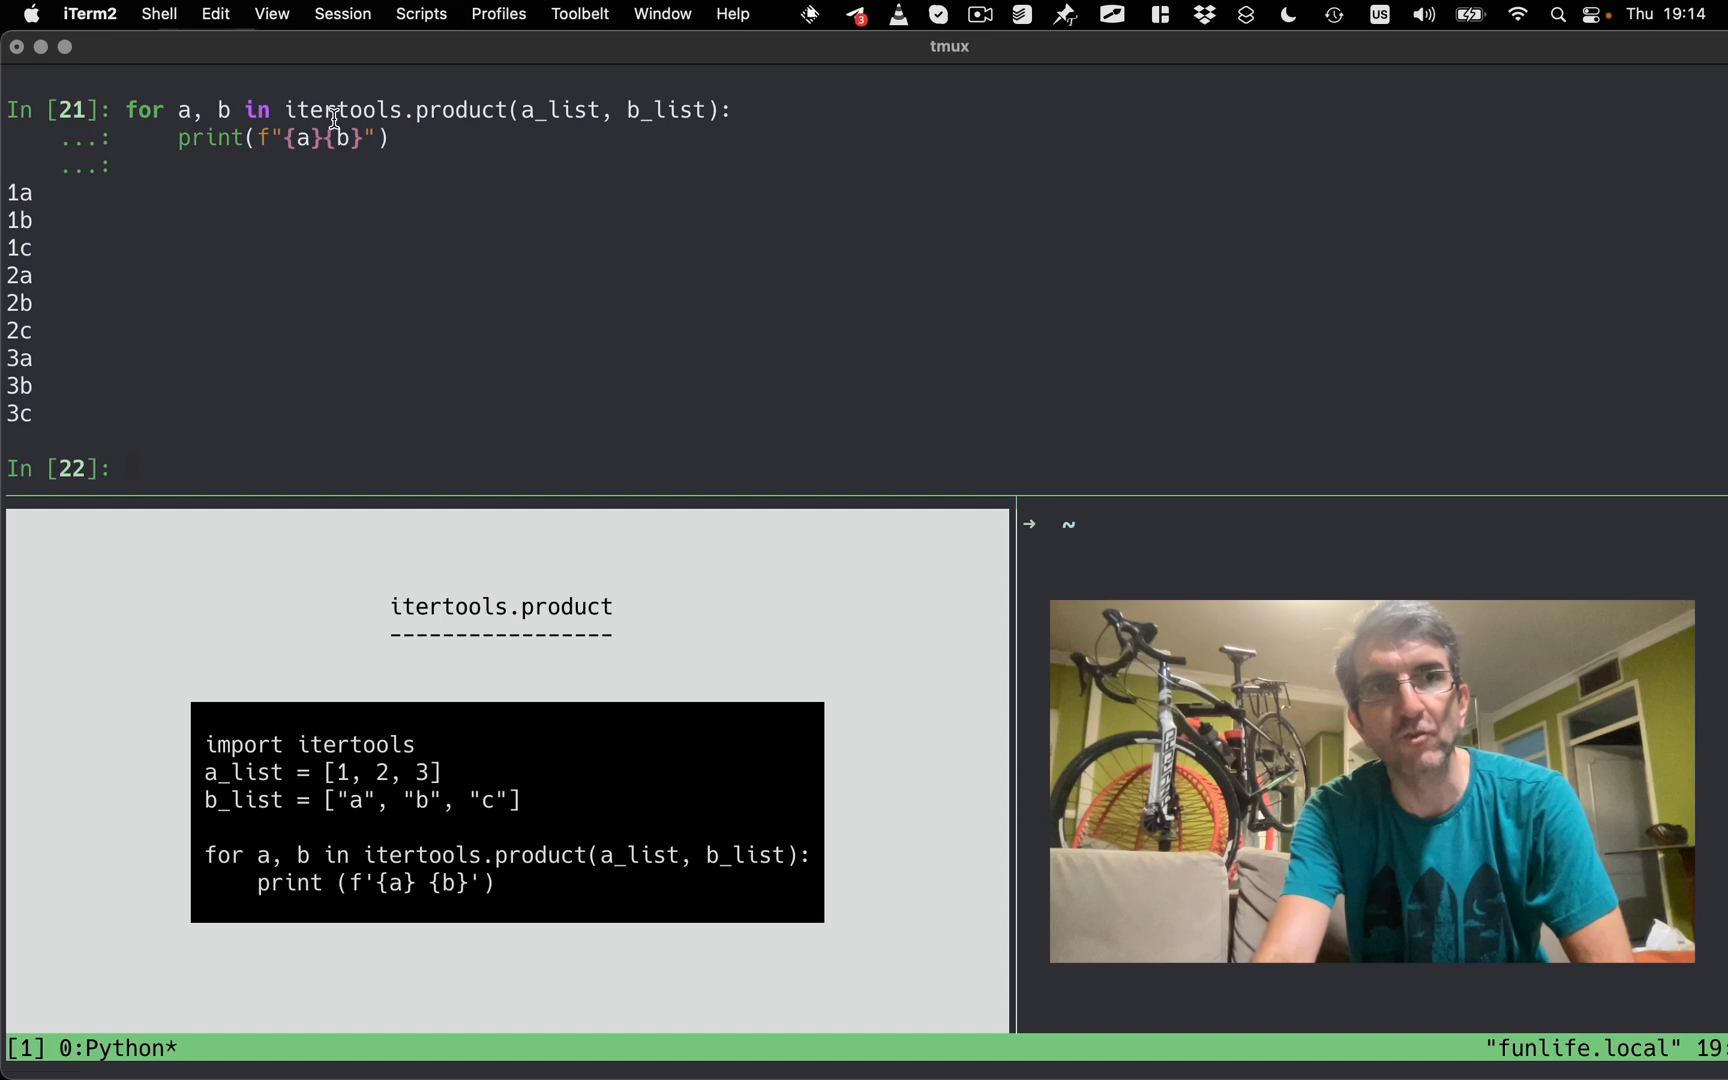 iTerm2 Shell Edit View Session Scripts Profiles Toolbelt Window Help 3 US Thu 19:14
tmux
In [21]: for a, b in itertools.product(a_list, b_list):
...: print(f"{a}{b}")
...:
1a
1b
1c
2a
2b
2c
3a
3b
3c
In [22]:
itertools.product
-----------------
import itertools
a_list = [1, 2, 3]
b_list = ["a", "b", "c"]
for a, b in itertools.product(a_list, b_list):
print (f'{a} {b}')
→ ~
[1] 0:Python* "funlife.local" 19: